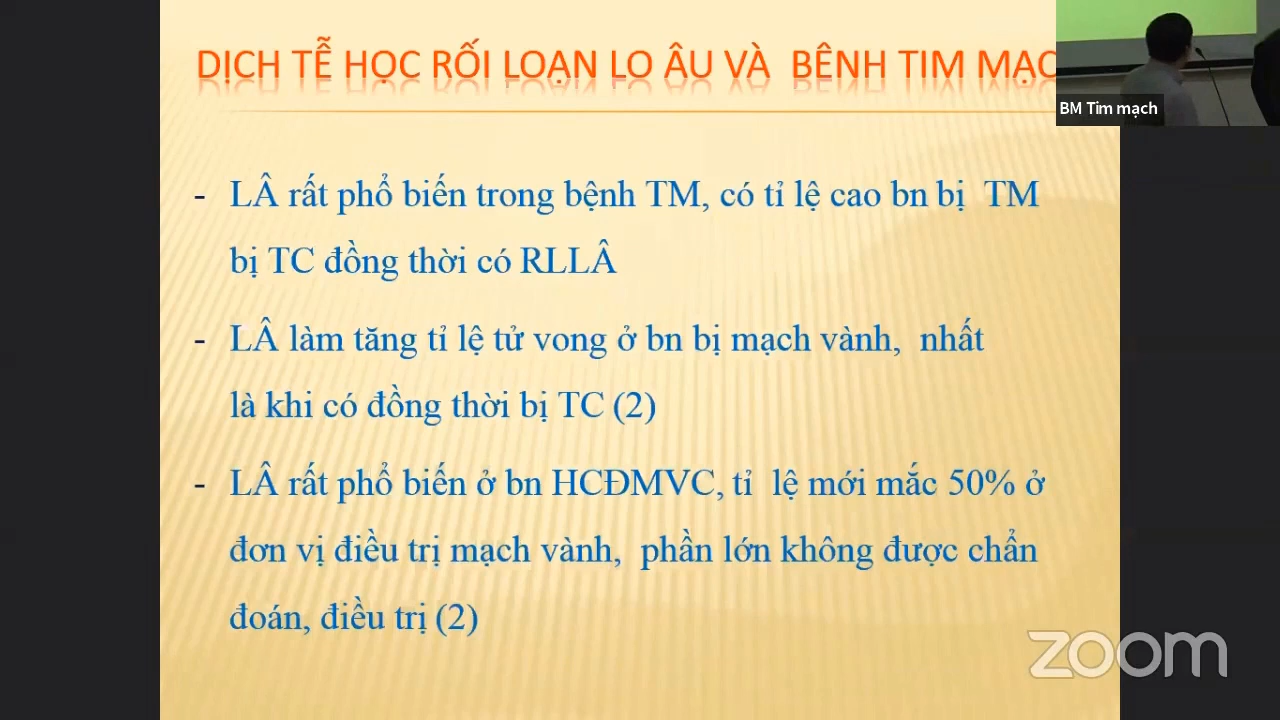 DỊCH TỄ HỌC RỐI LOẠN LO ÂU VÀ BÊNH TIM MẠC
BM Tim mạch
- LÂ rất phổ biến trong bệnh TM, có tỉ lệ cao bn bị TM
bị TC đồng thời có RLLÂ
- LÂ làm tăng tỉ lệ tử vong ở bn bị mạch vành, nhất
là khi có đồng thời bị TC (2)
- LÂ rất phổ biến ở bn HCĐMVC, tỉ lệ mới mắc 50% ở
đơn vị điều trị mạch vành, phần lớn không được chẩn
đoán, điều trị (2)
zoom